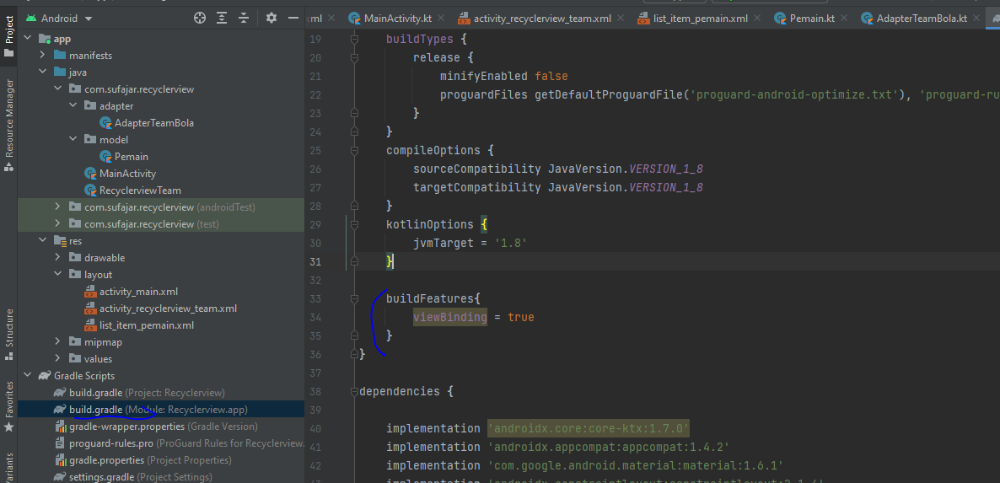 Project
Resource Manager
Structure
Favorites
Android
app
manifests
java
com.sufajar.recyclerview
adapter
AdapterTeamBola
model
Pemain
MainActivity
RecyclerviewTeam
com.sufajar.recyclerview (androidTest)
com.sufajar.recyclerview (test)
res
drawable
layout
activity_main.xml
activity_recyclerview_team.xml
list_item_pemain.xml
mipmap
values
Gradle Scripts
build.gradle (Project: Recyclerview)
build.gradle (Module: Recyclerview.app)
gradle-wrapper.properties (Gradle Version)
proguard-rules.pro (ProGuard Rules for Recyclerview.
gradle.properties (Project Properties)
settings.gradle (Project Settings)
ml MainActivity.kt activity_recyclerview_team.xml list_item_pemain.xml Pemain.kt AdapterTeamBola.kt
19 buildTypes {
20 release {
21 minifyEnabled false
22 proguardFiles getDefaultProguardFile('proguard-android-optimize.txt'), 'proguard-ru
23 }
24 }
25 compileOptions {
26 sourceCompatibility JavaVersion.VERSION_1_8
27 targetCompatibility JavaVersion.VERSION_1_8
28 }
29 kotlinOptions {
30 jvmTarget = '1.8'
31 }
32
33 buildFeatures{
34 viewBinding = true
35 }
36 }
37
38 dependencies {
39
40 implementation 'androidx.core:core-ktx:1.7.0'
41 implementation 'androidx.appcompat:appcompat:1.4.2'
42 implementation 'com.google.android.material:material:1.6.1'